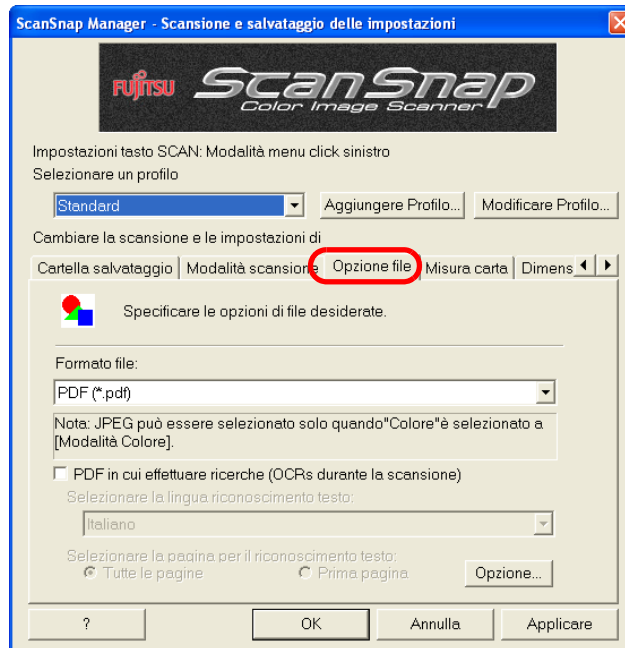 ScanSnap Manager - Scansione e salvataggio delle impostazioni
FUJITSU ScanSnap
Color Image Scanner
Impostazioni tasto SCAN: Modalità menu click sinistro
Selezionare un profilo
Standard Aggiungere Profilo... Modificare Profilo...
Cambiare la scansione e le impostazioni di
Cartella salvataggio Modalità scansione Opzione file Misura carta Dimens
Specificare le opzioni di file desiderate.
Formato file:
PDF (*.pdf)
Nota: JPEG può essere selezionato solo quando"Colore"è selezionato a
[Modalità Colore].
PDF in cui effettuare ricerche (OCRs durante la scansione)
Selezionare la lingua riconoscimento testo:
Italiano
Selezionare la pagina per il riconoscimento testo:
Tutte le pagine Prima pagina Opzione...
? OK Annulla Applicare